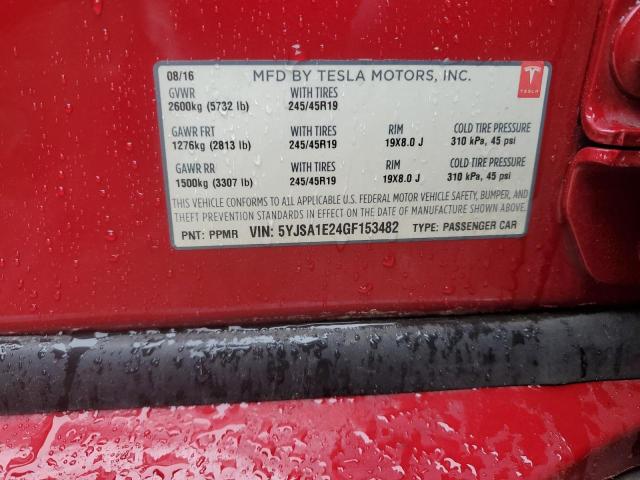 08/16 MFD BY TESLA MOTORS, INC.
TESLA
GVWR WITH TIRES
2600kg (5732 lb) 245/45R19
GAWR FRT WITH TIRES RIM COLD TIRE PRESSURE
1276kg (2813 lb) 245/45R19 19X8.0 J 310 kPa, 45 psi
GAWR RR WITH TIRES RIM COLD TIRE PRESSURE
1500kg (3307 lb) 245/45R19 19X8.0 J 310 kPa, 45 psi
THIS VEHICLE CONFORMS TO ALL APPLICABLE U.S. FEDERAL MOTOR VEHICLE SAFETY, BUMPER, AND
THEFT PREVENTION STANDARDS IN EFFECT ON THE DATE OF MANUFACTURE SHOWN ABOVE.
PNT: PPMR VIN: 5YJSA1E24GF153482 TYPE: PASSENGER CAR